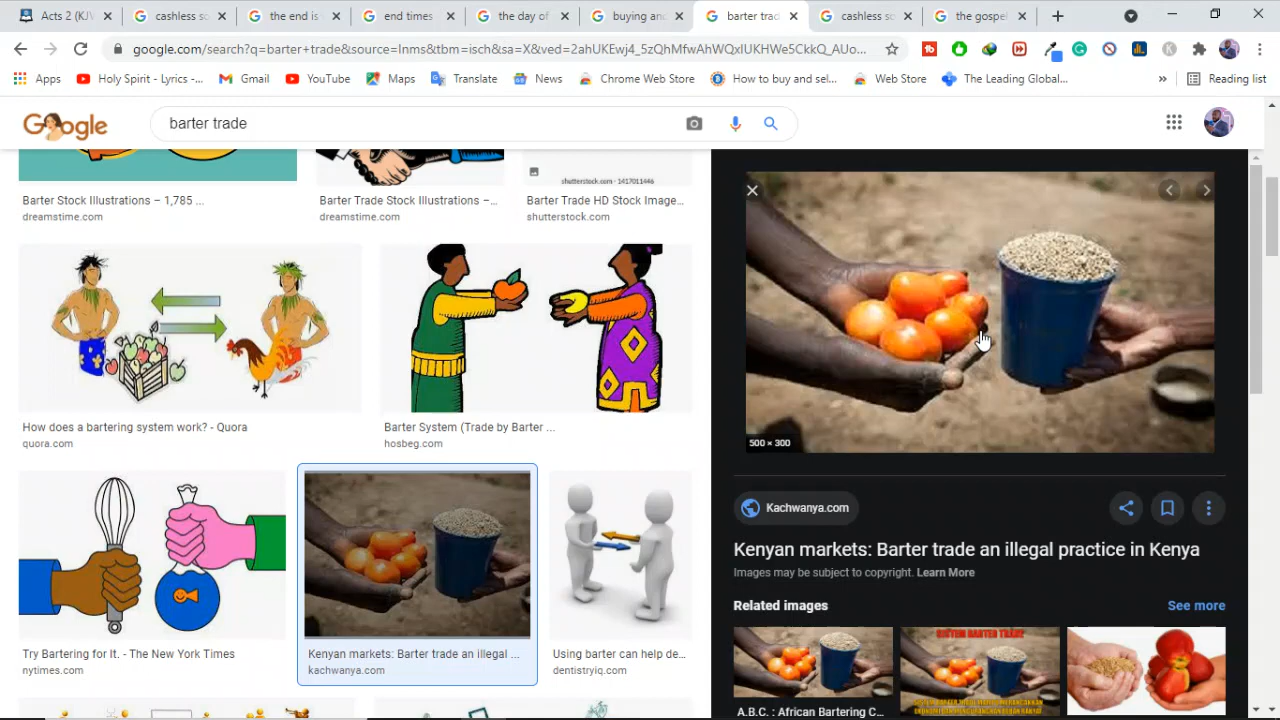 Acts 2 (KJV
cashless so
the end is
end times
the day of
buying and
barter trad
cashless so
the gospel
google.com/search?q=barter+trade&source=lnms&tbm=isch&sa=X&ved=2ahUKEwj4_5zQhMfwAhWQxIUKHWe5CkkQ_AUo...
Apps
Holy Spirit - Lyrics -...
Gmail
YouTube
Maps
Translate
News
Chrome Web Store
How to buy and sel...
Web Store
The Leading Global...
»
Reading list
Google
barter trade
shutterstock.com · 1417011446
Barter Stock Illustrations – 1,785 ...
dreamstime.com
Barter Trade Stock Illustrations –...
dreamstime.com
Barter Trade HD Stock Image...
shutterstock.com
How does a bartering system work? - Quora
quora.com
Barter System (Trade by Barter ...
hosbeg.com
Try Bartering for It. - The New York Times
nytimes.com
Kenyan markets: Barter trade an illegal ...
kachwanya.com
Using barter can help de...
dentistryiq.com
500 × 300
Kachwanya.com
Kenyan markets: Barter trade an illegal practice in Kenya
Images may be subject to copyright. Learn More
Related images
See more
SISTEM BARTER TRADE
A.B.C. : African Bartering C...